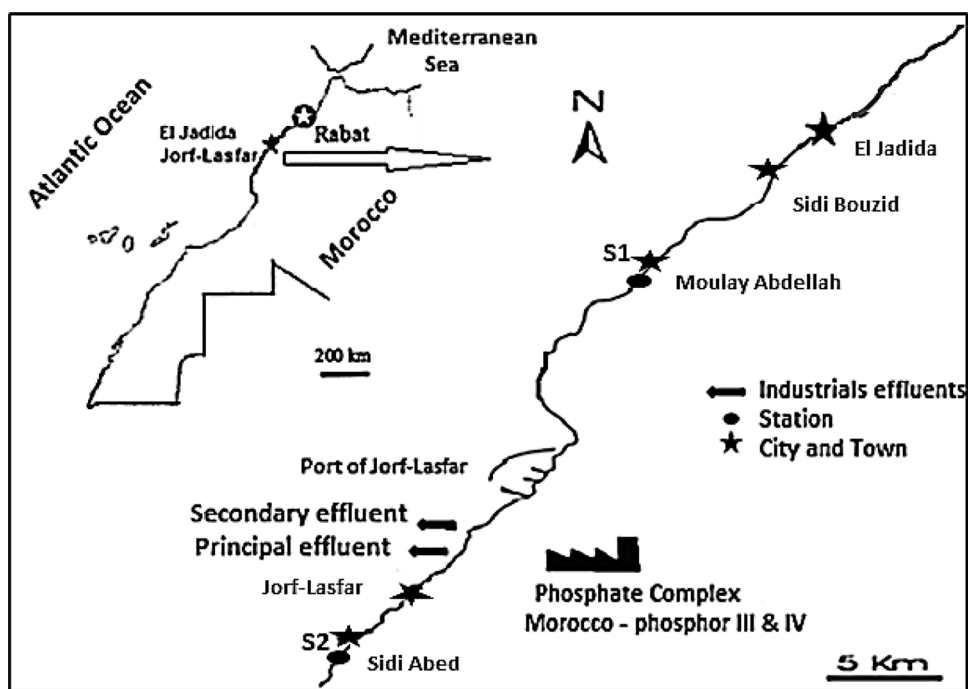 Mediterranean
Sea
Atlantic Ocean
El Jadida
Jorf-Lasfar
Rabat
Morocco
200 km
N
El Jadida
Sidi Bouzid
S1
Moulay Abdellah
Industrials effluents
Station
City and Town
Port of Jorf-Lasfar
Secondary effluent
Principal effluent
Jorf-Lasfar
Phosphate Complex
Morocco - phosphor III & IV
S2
Sidi Abed
5 Km